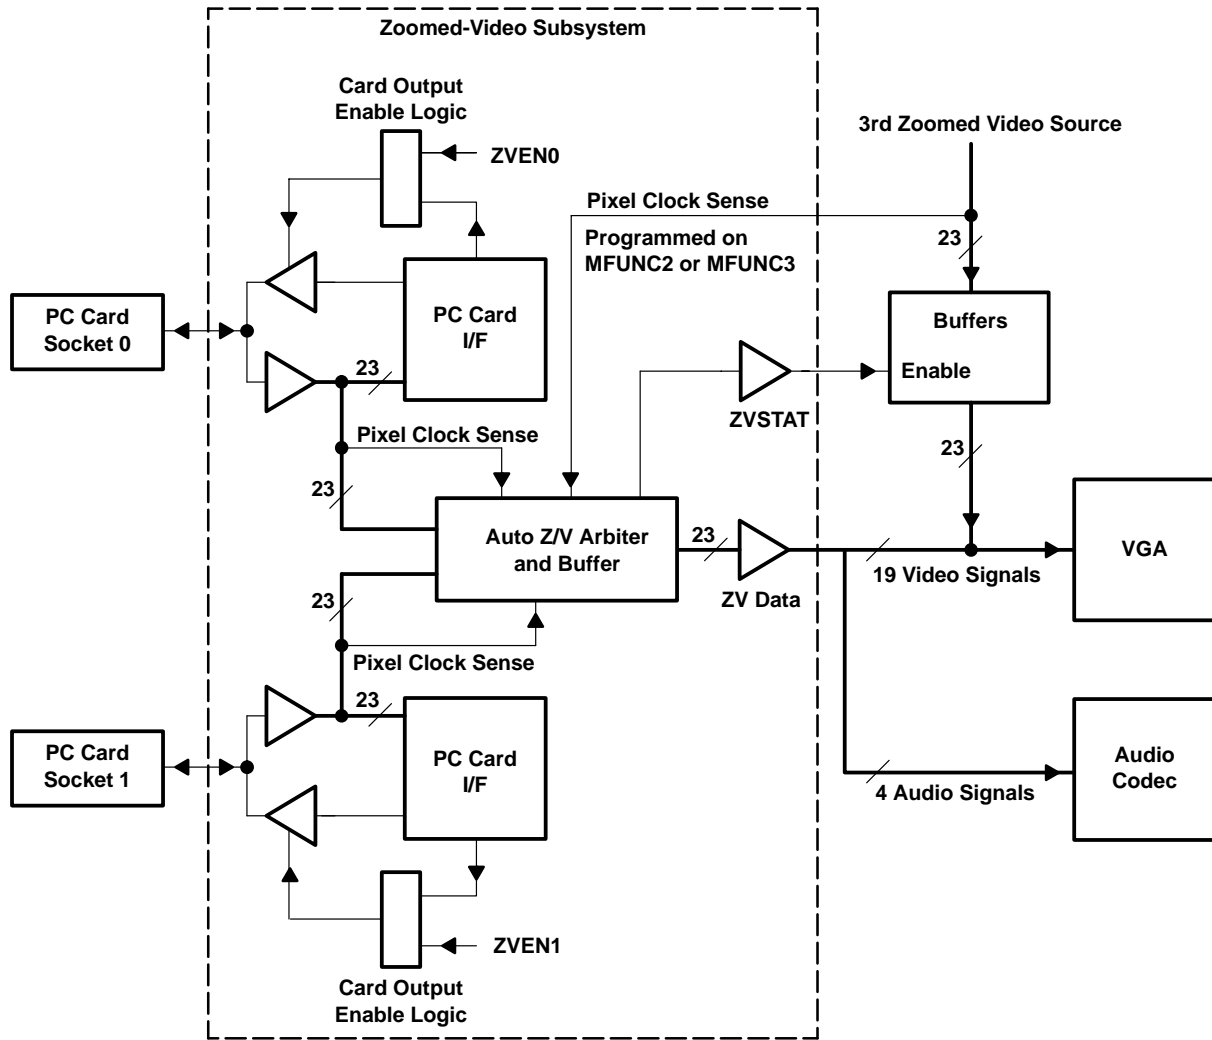 Zoomed-Video Subsystem
Card Output
Enable Logic
ZVEN0
3rd Zoomed Video Source
Pixel Clock Sense
Programmed on
MFUNC2 or MFUNC3
23
PC Card
Socket 0
PC Card
I/F
23
Buffers
Enable
ZVSTAT
Pixel Clock Sense
23
23
Auto Z/V Arbiter
and Buffer
23
ZV Data
19 Video Signals
VGA
23
Pixel Clock Sense
23
PC Card
Socket 1
PC Card
I/F
4 Audio Signals
Audio
Codec
ZVEN1
Card Output
Enable Logic